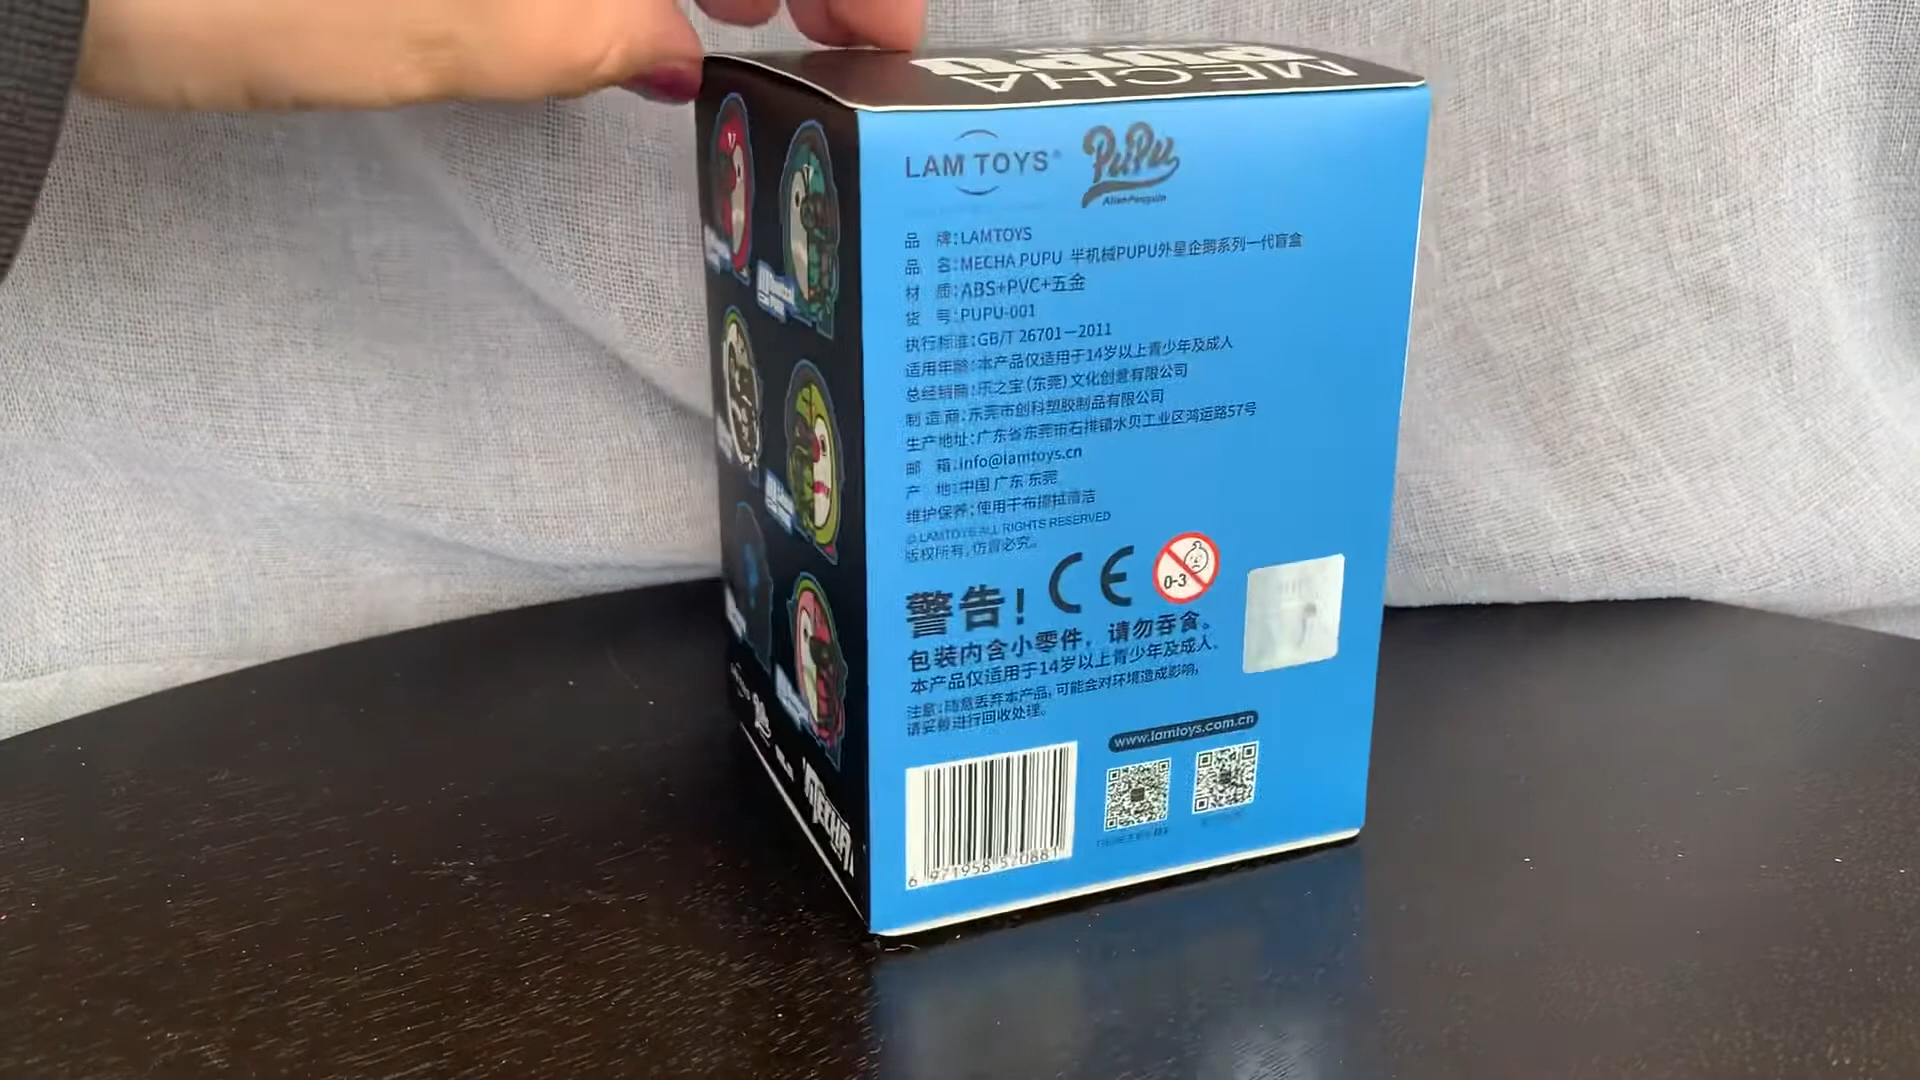 MECHA
PUPU
LAM TOYS®
PuPu
Alien Penguin
品 牌:LAMTOYS
品 名:MECHA PUPU 半机械PUPU外星企鹅系列一代盲盒
材 质:ABS+PVC+五金
货 号:PUPU-001
执行标准:GB/T 26701—2011
适用年龄:本产品仅适用于14岁以上青少年及成人
总经销商:乐之宝(东莞)文化创意有限公司
制 造 商:东莞市创科塑胶制品有限公司
生产地址:广东省东莞市石排镇水贝工业区鸿运路57号
邮 箱:info@lamtoys.cn
产 地:中国 广东 东莞
维护保养:使用干布擦拭清洁
© LAMTOYS ALL RIGHTS RESERVED
版权所有,仿冒必究。
警告!
CE
0-3
包装内含小零件，请勿吞食。
本产品仅适用于14岁以上青少年及成人。
注意:随意丢弃本产品,可能会对环境造成影响,
请妥善进行回收处理。
www.lamtoys.com.cn
6 971958 520881
MECHA